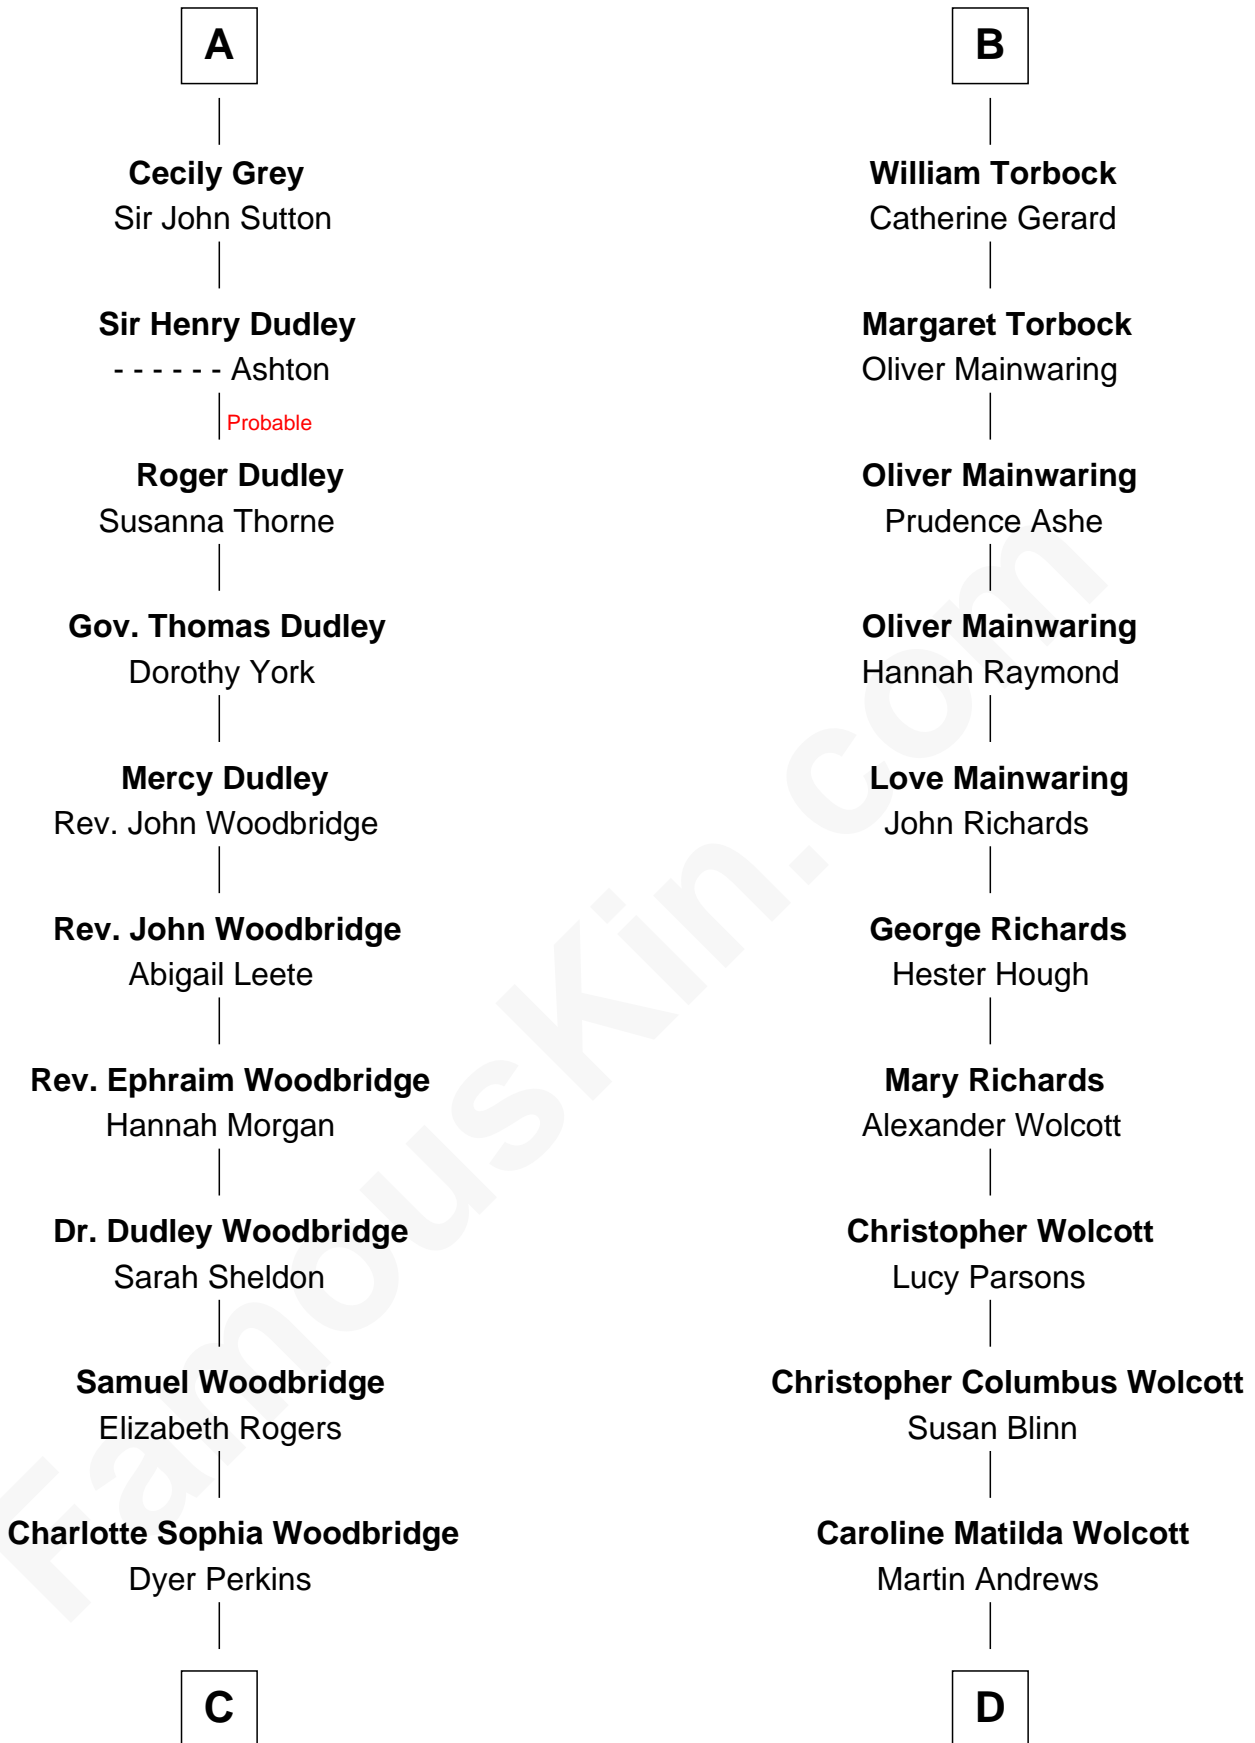 A
Cecily Grey
Sir John Sutton
Sir Henry Dudley
- - - - - - Ashton
Probable
Roger Dudley
Susanna Thorne
Gov. Thomas Dudley
Dorothy York
Mercy Dudley
Rev. John Woodbridge
Rev. John Woodbridge
Abigail Leete
Rev. Ephraim Woodbridge
Hannah Morgan
Dr. Dudley Woodbridge
Sarah Sheldon
Samuel Woodbridge
Elizabeth Rogers
Charlotte Sophia Woodbridge
Dyer Perkins
C
B
William Torbock
Catherine Gerard
Margaret Torbock
Oliver Mainwaring
Oliver Mainwaring
Prudence Ashe
Oliver Mainwaring
Hannah Raymond
Love Mainwaring
John Richards
George Richards
Hester Hough
Mary Richards
Alexander Wolcott
Christopher Wolcott
Lucy Parsons
Christopher Columbus Wolcott
Susan Blinn
Caroline Matilda Wolcott
Martin Andrews
D
FamousKin.com